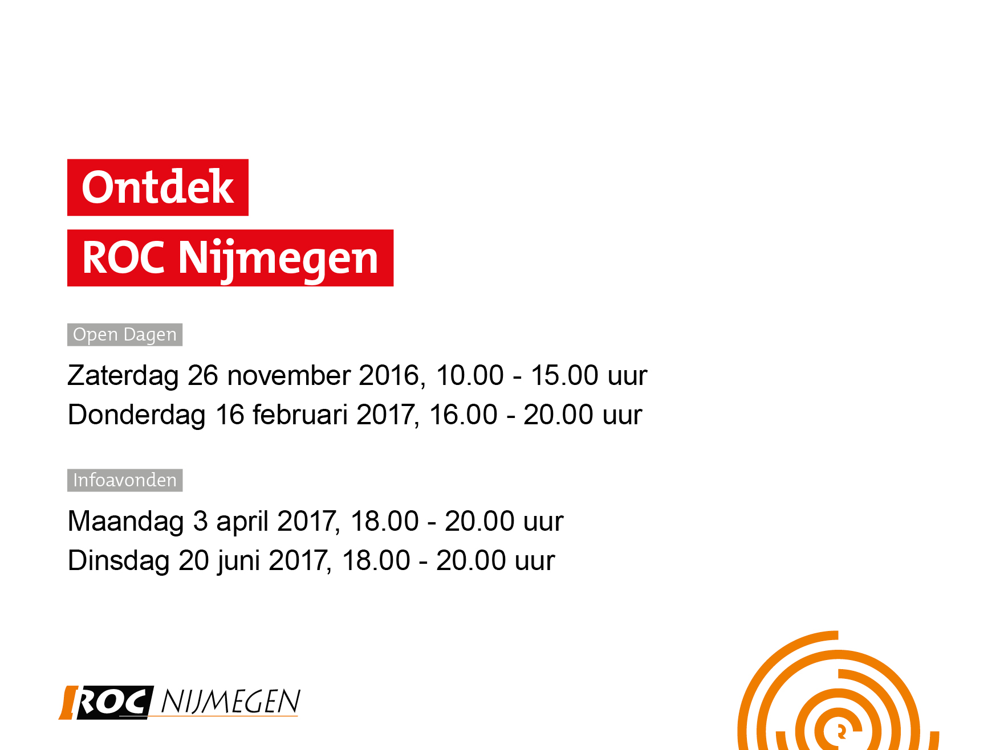 Ontdek
ROC Nijmegen
Open Dagen
Zaterdag 26 november 2016, 10.00 - 15.00 uur
Donderdag 16 februari 2017, 16.00 - 20.00 uur
Infoavonden
Maandag 3 april 2017, 18.00 - 20.00 uur
Dinsdag 20 juni 2017, 18.00 - 20.00 uur
ROC NIJMEGEN
R